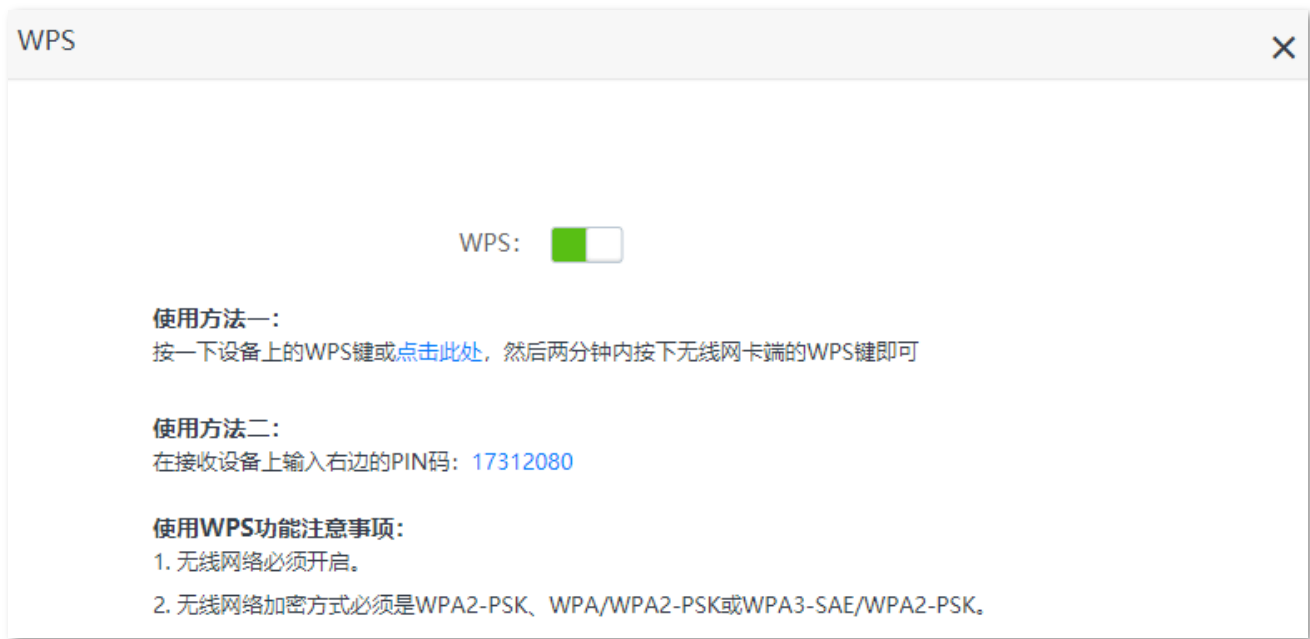 WPS
WPS：
使用方法一：
按一下设备上的WPS键或点击此处，然后两分钟内按下无线网卡端的WPS键即可
使用方法二：
在接收设备上输入右边的PIN码：17312080
使用WPS功能注意事项：
1. 无线网络必须开启。
2. 无线网络加密方式必须是WPA2-PSK、WPA/WPA2-PSK或WPA3-SAE/WPA2-PSK。